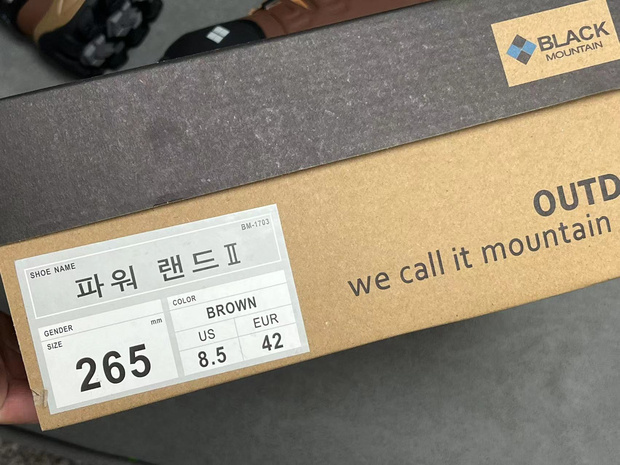 BLACK
MOUNTAIN
OUTD
we call it mountain
BM-1703
SHOE NAME
파워 랜드Ⅱ
GENDER
SIZE
mm
265
COLOR
BROWN
US
EUR
8.5
42